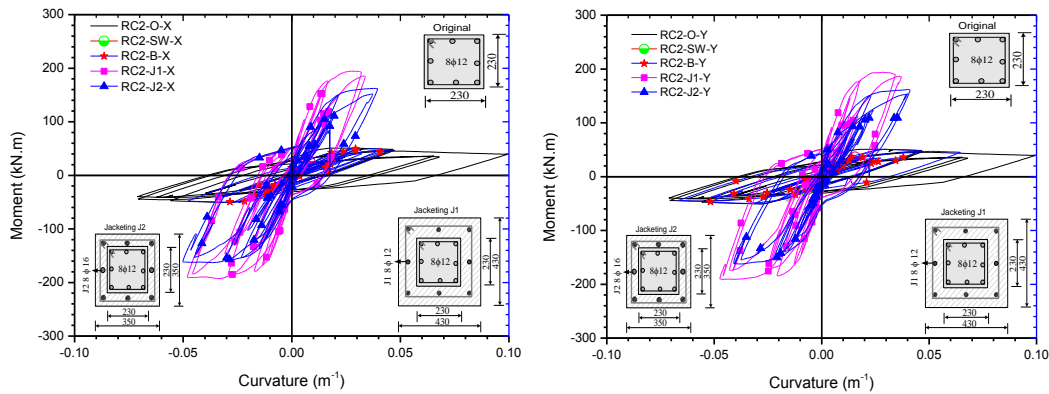 RC2-O-X
RC2-SW-X
RC2-B-X
RC2-J1-X
RC2-J2-X
Original
8ϕ12
230
230
Jacketing J2
8ϕ12
J2 8 ϕ 16
230
350
230
350
Jacketing J1
8ϕ12
J1 8 ϕ 12
230
430
230
430
300
200
100
0
-100
-200
-300
-0.10
-0.05
0.00
0.05
0.10
Moment (kN.m)
Curvature (m⁻¹)
RC2-O-Y
RC2-SW-Y
RC2-B-Y
RC2-J1-Y
RC2-J2-Y
Original
8ϕ12
230
230
Jacketing J2
8ϕ12
J2 8 ϕ 16
230
350
230
350
Jacketing J1
8ϕ12
J1 8 ϕ 12
230
430
230
430
300
200
100
0
-100
-200
-300
-0.10
-0.05
0.00
0.05
0.10
Moment (kN.m)
Curvature (m⁻¹)